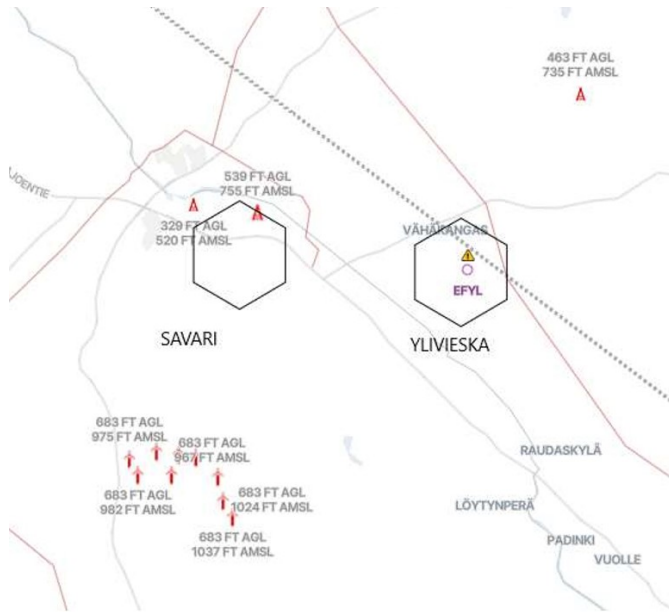 463 FT AGL
735 FT AMSL
JOENTIE
539 FT AGL
755 FT AMSL
329 FT AGL
520 FT AMSL
VÄHÄKANGAS
EFYL
SAVARI
YLIVIESKA
683 FT AGL
975 FT AMSL
683 FT AGL
967 FT AMSL
683 FT AGL
982 FT AMSL
683 FT AGL
1024 FT AMSL
683 FT AGL
1037 FT AMSL
RAUDASKYLÄ
LÖYTYNPERÄ
PADINKI
VUOLLE